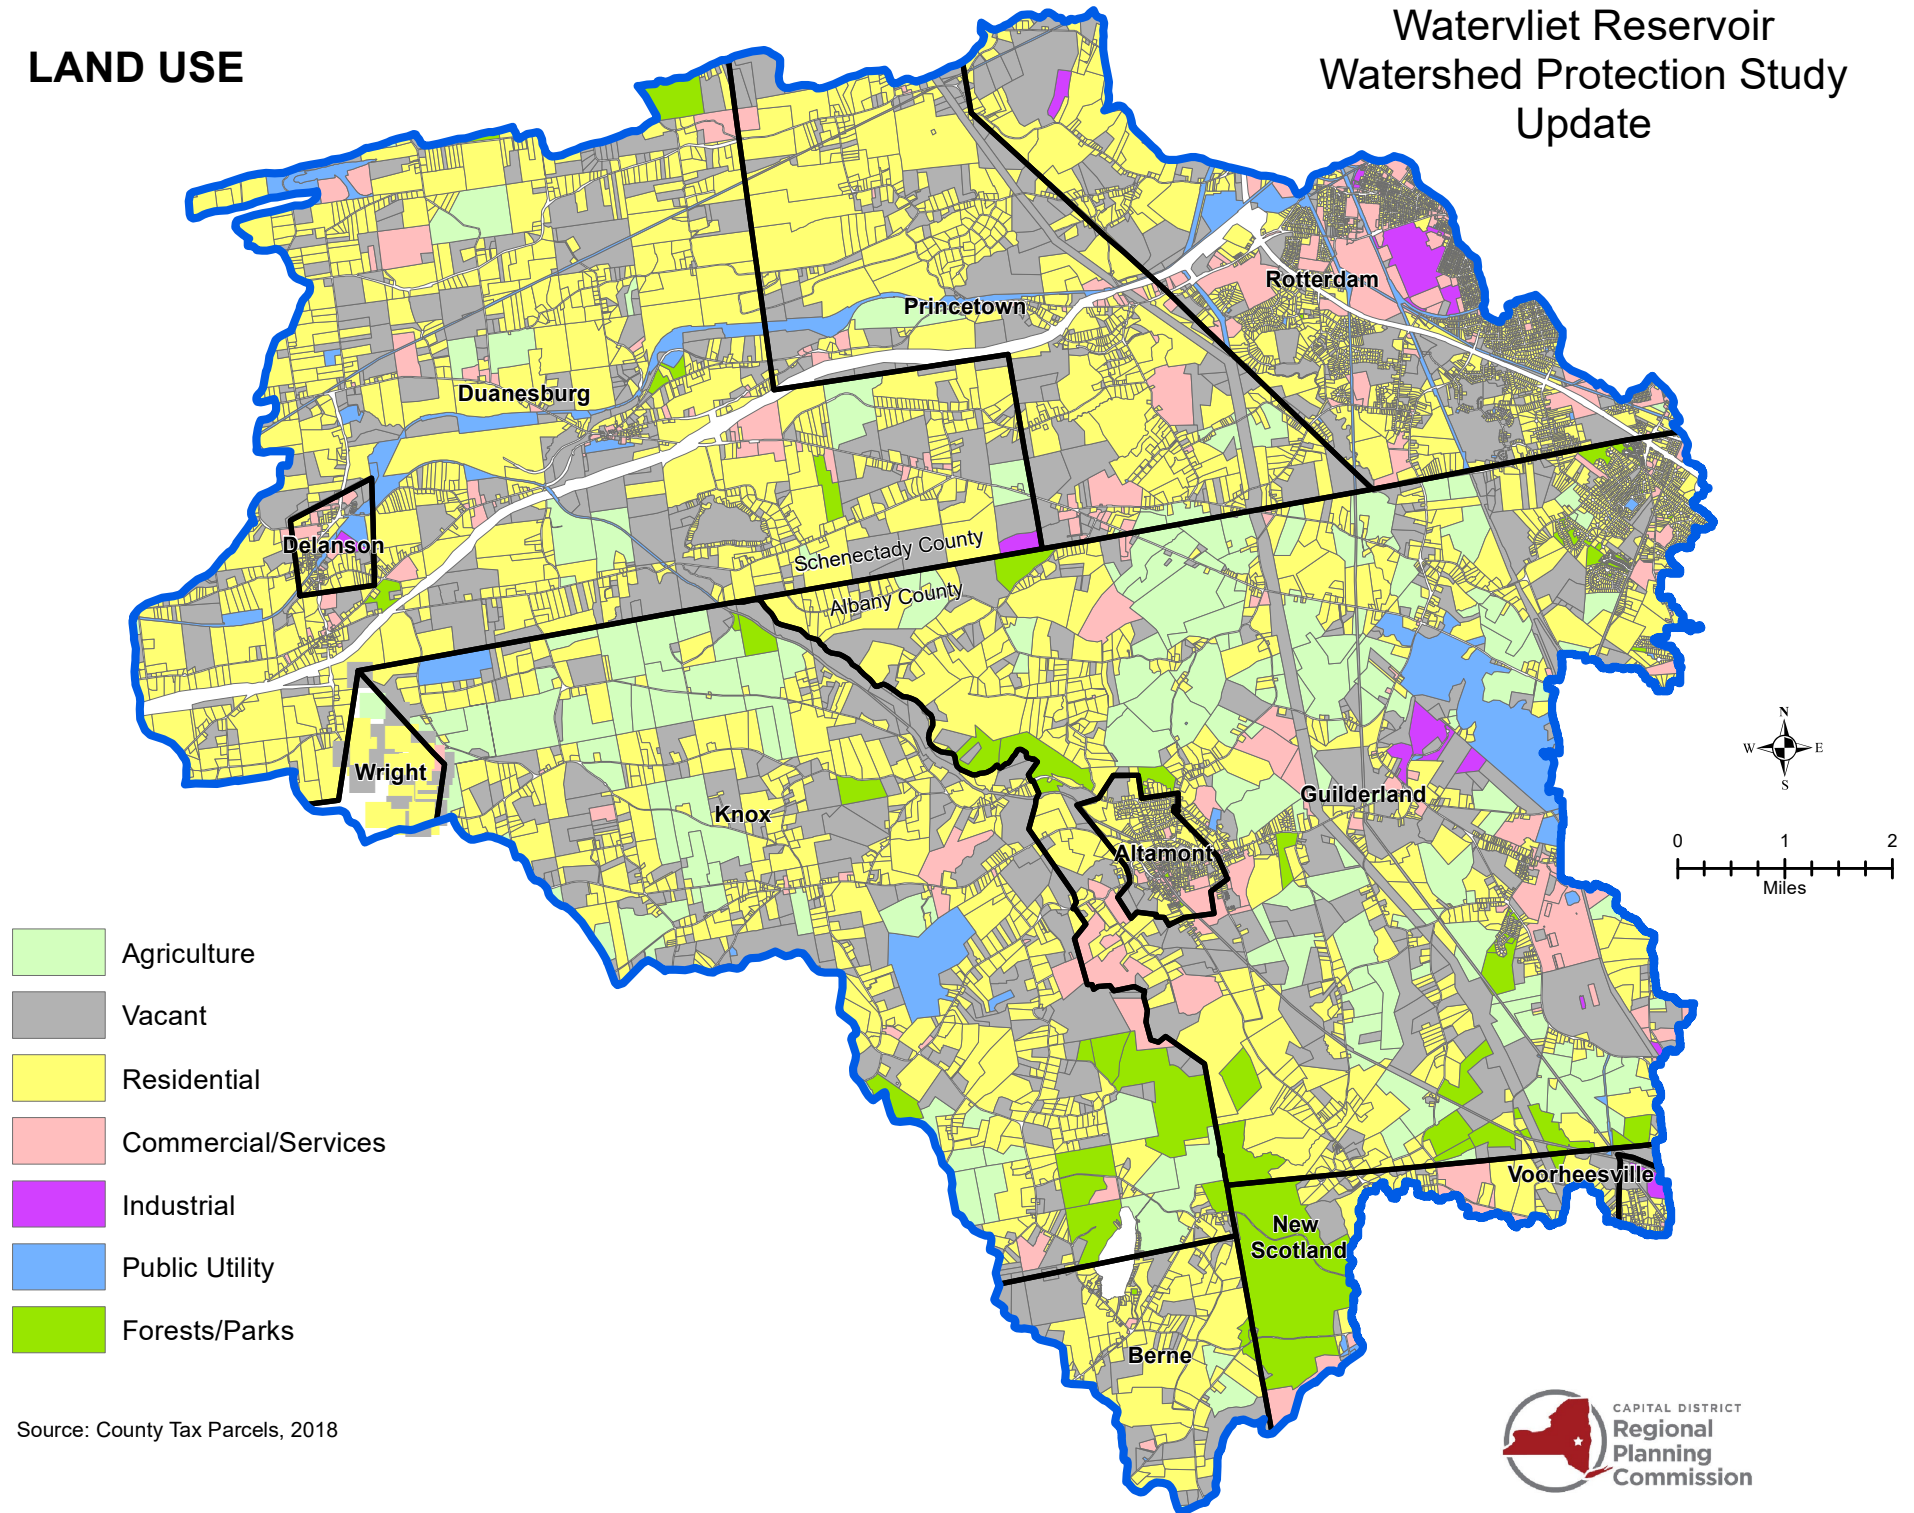 LAND USE
Watervliet Reservoir
Watershed Protection Study
Update
Rotterdam
Princetown
Duanesburg
Delanson
Schenectady County
Albany County
Wright
Knox
Guilderland
Altamont
Voorheesville
New
Scotland
Berne
N
W
E
S
0
1
2
Miles
Agriculture
Vacant
Residential
Commercial/Services
Industrial
Public Utility
Forests/Parks
Source: County Tax Parcels, 2018
CAPITAL DISTRICT
Regional
Planning
Commission